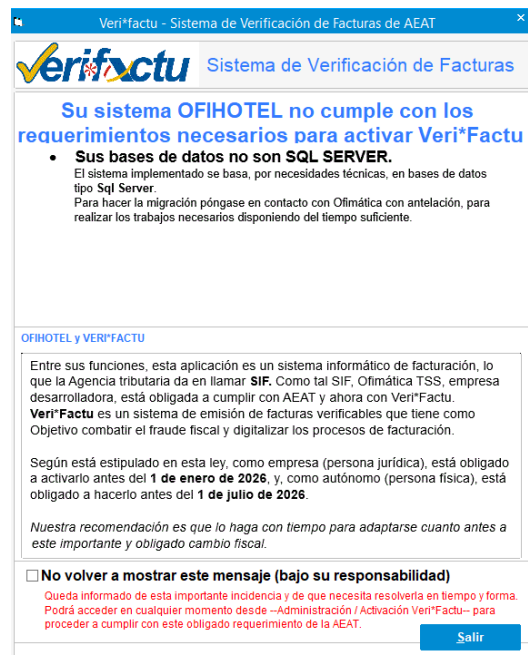 Veri*factu - Sistema de Verificación de Facturas de AEAT
Verifactu Sistema de Verificación de Facturas
Su sistema OFIHOTEL no cumple con los
requerimientos necesarios para activar Veri*Factu
• Sus bases de datos no son SQL SERVER.
El sistema implementado se basa, por necesidades técnicas, en bases de datos
tipo Sql Server.
Para hacer la migración póngase en contacto con Ofimática con antelación, para
realizar los trabajos necesarios disponiendo del tiempo suficiente.
OFIHOTEL y VERI*FACTU
Entre sus funciones, esta aplicación es un sistema informático de facturación, lo
que la Agencia tributaria da en llamar SIF. Como tal SIF, Ofimática TSS, empresa
desarrolladora, está obligada a cumplir con AEAT y ahora con Veri*Factu.
Veri*Factu es un sistema de emisión de facturas verificables que tiene como
Objetivo combatir el fraude fiscal y digitalizar los procesos de facturación.
Según está estipulado en esta ley, como empresa (persona jurídica), está obligado
a activarlo antes del 1 de enero de 2026, y, como autónomo (persona física), está
obligado a hacerlo antes del 1 de julio de 2026.
Nuestra recomendación es que lo haga con tiempo para adaptarse cuanto antes a
este importante y obligado cambio fiscal.
No volver a mostrar este mensaje (bajo su responsabilidad)
Queda informado de esta importante incidencia y de que necesita resolverla en tiempo y forma.
Podrá acceder en cualquier momento desde --Administración / Activación Veri*Factu-- para
proceder a cumplir con este obligado requerimiento de la AEAT.
Salir